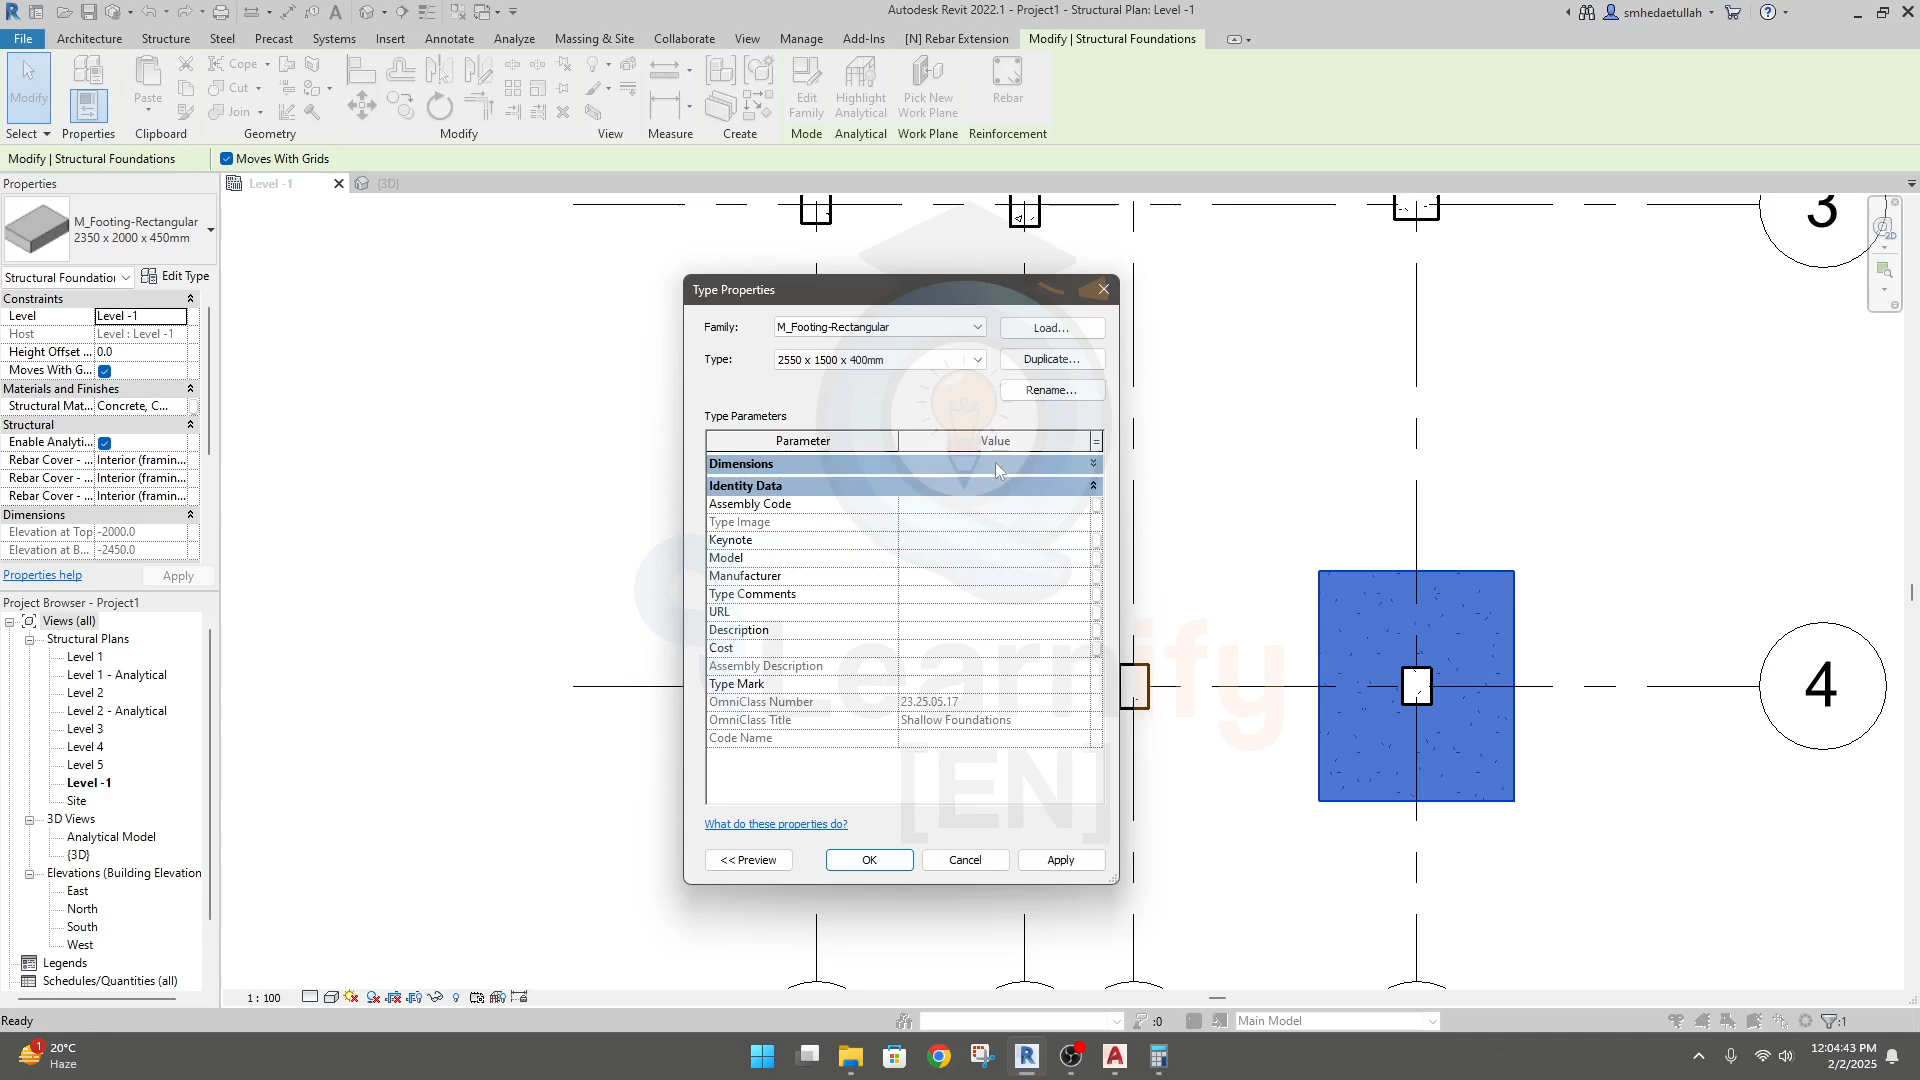 Autodesk Revit 2022.1 - Project1 - Structural Plan: Level -1
smhedaetullah
File Architecture Structure Steel Precast Systems Insert Annotate Analyze Massing & Site Collaborate View Manage Add-Ins [N] Rebar Extension Modify | Structural Foundations
Modify
Paste
Cope
Cut
Join
Edit
Family
Highlight
Analytical
Pick New
Work Plane
Rebar
Select Properties Clipboard Geometry Modify View Measure Create Mode Analytical Work Plane Reinforcement
Modify | Structural Foundations
Moves With Grids
Properties
Level -1
{3D}
M_Footing-Rectangular
2350 x 2000 x 450mm
Structural Foundation
Edit Type
Constraints
Level Level -1
Host Level : Level -1
Height Offset ... 0.0
Moves With G...
Materials and Finishes
Structural Mat... Concrete, C...
Structural
Enable Analyti...
Rebar Cover - ... Interior (framin...
Rebar Cover - ... Interior (framin...
Rebar Cover - ... Interior (framin...
Dimensions
Elevation at Top -2000.0
Elevation at B... -2450.0
Properties help
Apply
Project Browser - Project1
Views (all)
Structural Plans
Level 1
Level 1 - Analytical
Level 2
Level 2 - Analytical
Level 3
Level 4
Level 5
Level -1
Site
3D Views
Analytical Model
{3D}
Elevations (Building Elevation
East
North
South
West
Legends
Schedules/Quantities (all)
Type Properties
Family: M_Footing-Rectangular Load...
Type: 2550 x 1500 x 400mm Duplicate...
Rename...
Type Parameters
Parameter Value =
Dimensions
Identity Data
Assembly Code
Type Image
Keynote
Model
Manufacturer
Type Comments
URL
Description
Cost
Assembly Description
Type Mark
OmniClass Number 23.25.05.17
OmniClass Title Shallow Foundations
Code Name
What do these properties do?
<< Preview OK Cancel Apply
3
4
2D
Learnify
[EN]
1 : 100
Ready
:0
Main Model
:1
1
20°C
Haze
12:04:43 PM
2/2/2025